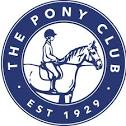 THE PONY CLUB
• EST 1929 •